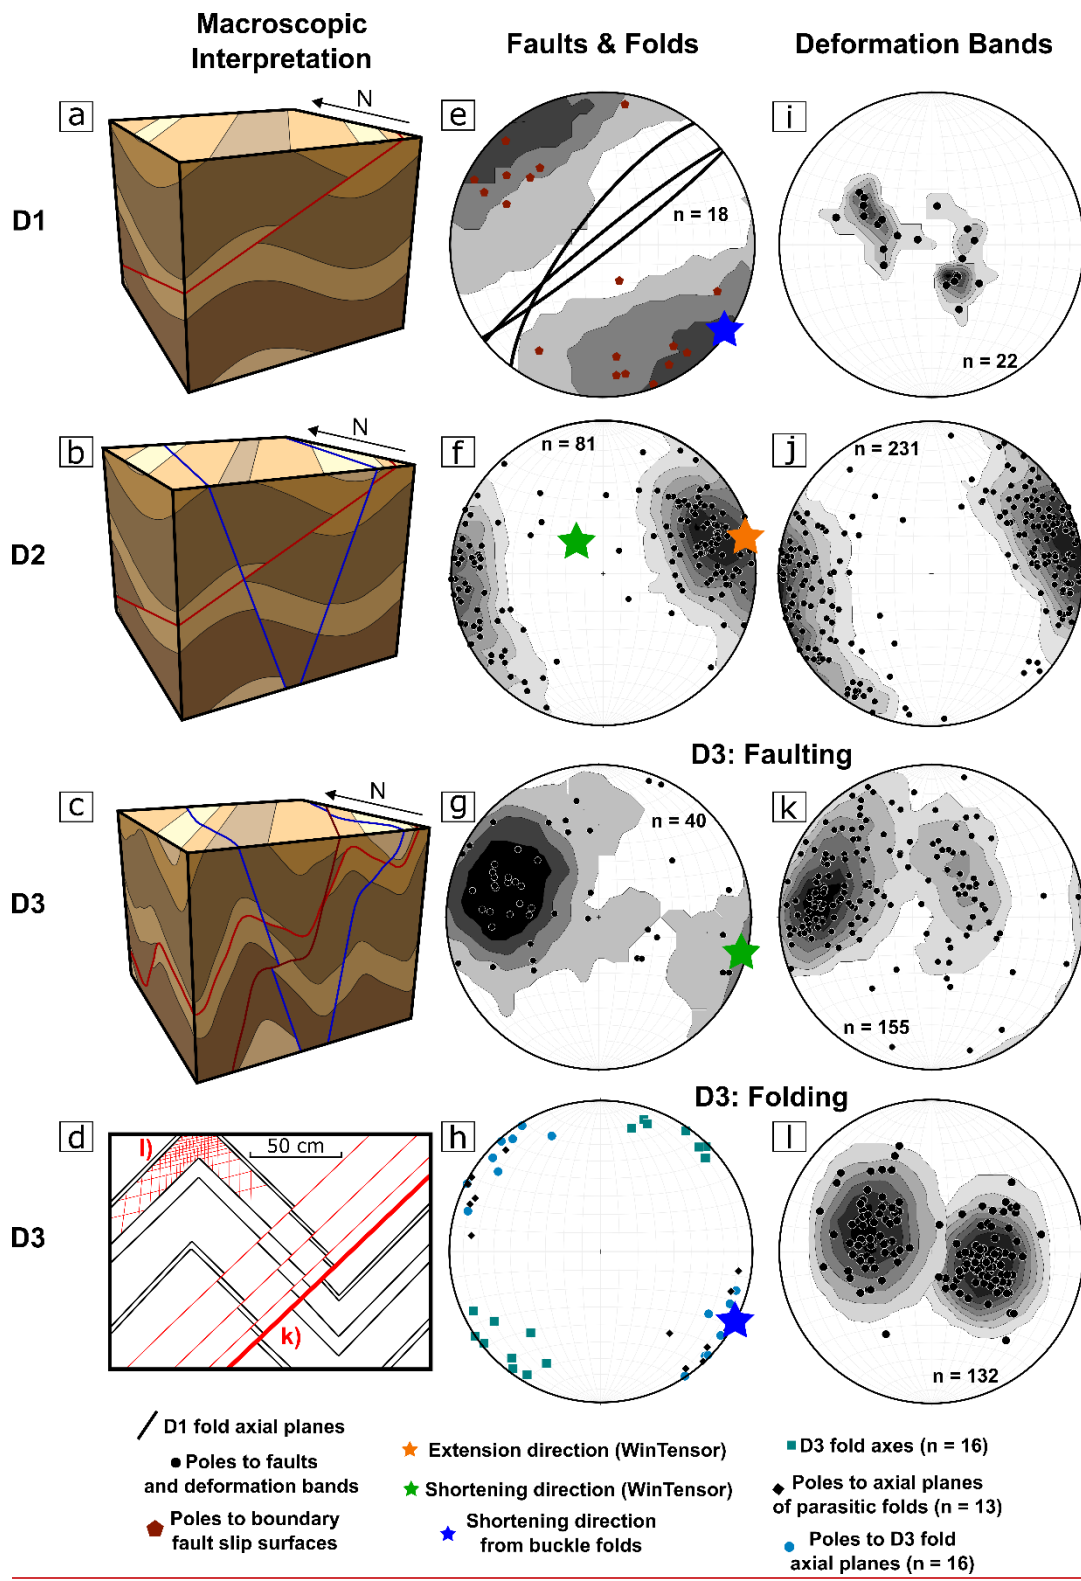 Macroscopic
Interpretation
Faults & Folds
Deformation Bands
a
N
e
n = 18
i
n = 22
D1
b
N
f
n = 81
j
n = 231
D2
D3: Faulting
c
N
g
n = 40
k
n = 155
D3
D3: Folding
d
l)
50 cm
k)
h
l
n = 132
D3
D1 fold axial planes
Poles to faults
and deformation bands
Poles to boundary
fault slip surfaces
Extension direction (WinTensor)
Shortening direction (WinTensor)
Shortening direction
from buckle folds
D3 fold axes (n = 16)
Poles to axial planes
of parasitic folds (n = 13)
Poles to D3 fold
axial planes (n = 16)